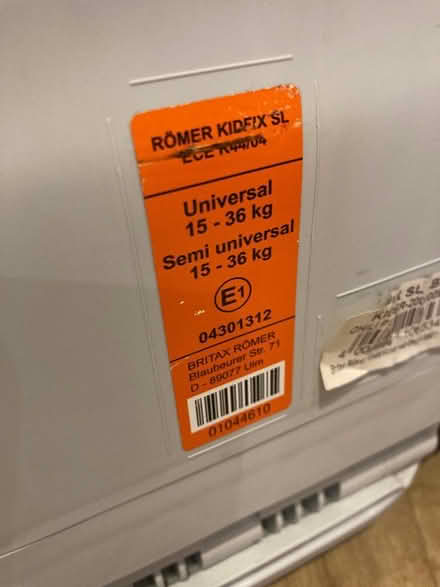 RÖMER KIDFIX SL
ECE R44/04
Universal
15 - 36 kg
Semi universal
15 - 36 kg
E1
04301312
BRITAX RÖMER
Blaubeurer Str. 71
D - 89077 Ulm
01044610
SL,